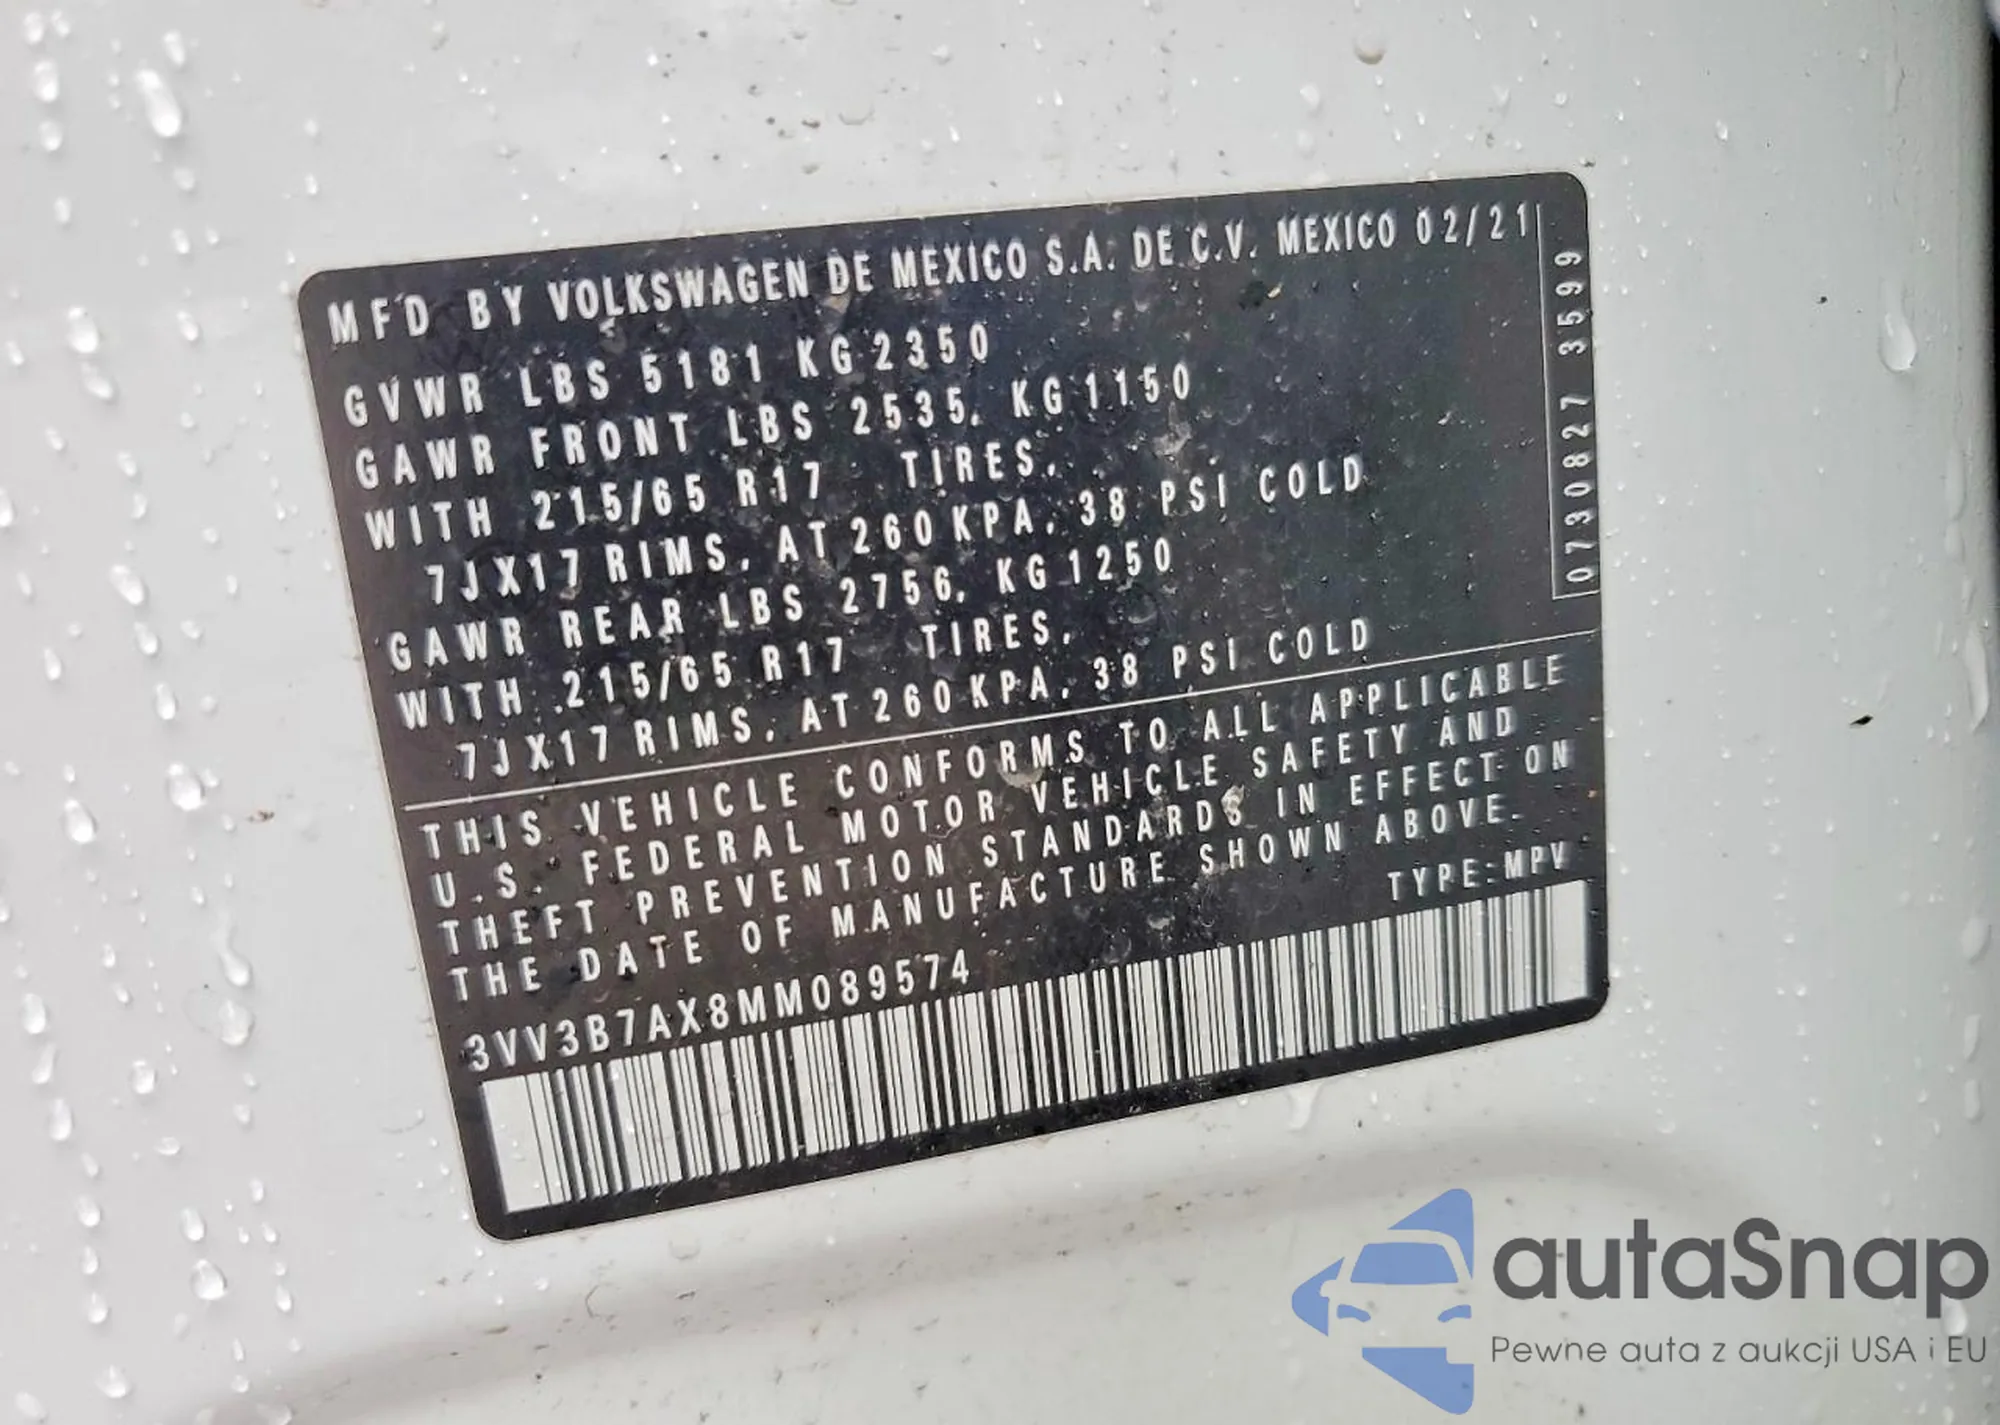 MFD BY VOLKSWAGEN DE MEXICO S.A. DE C.V. MEXICO 02/21
GVWR LBS 5181 KG 2350
GAWR FRONT LBS 2535, KG 1150
WITH 215/65 R17 TIRES,
7JX17 RIMS, AT 260 KPA, 38 PSI COLD
GAWR REAR LBS 2756, KG 1250
WITH 215/65 R17 TIRES,
7JX17 RIMS, AT 260 KPA, 38 PSI COLD
0730827 3599
THIS VEHICLE CONFORMS TO ALL APPLICABLE
U.S. FEDERAL MOTOR VEHICLE SAFETY AND
THEFT PREVENTION STANDARDS IN EFFECT ON
THE DATE OF MANUFACTURE SHOWN ABOVE.
TYPE: MPV
3VV3B7AX8MM089574
autaSnap
Pewne auta z aukcji USA i EU